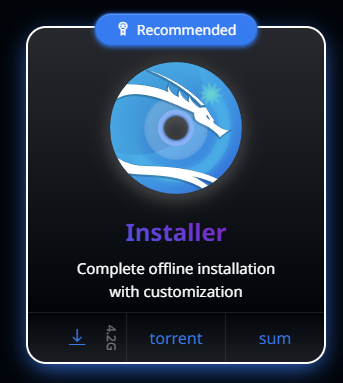 Recommended
Installer
Complete offline installation
with customization
4.2G
torrent
sum